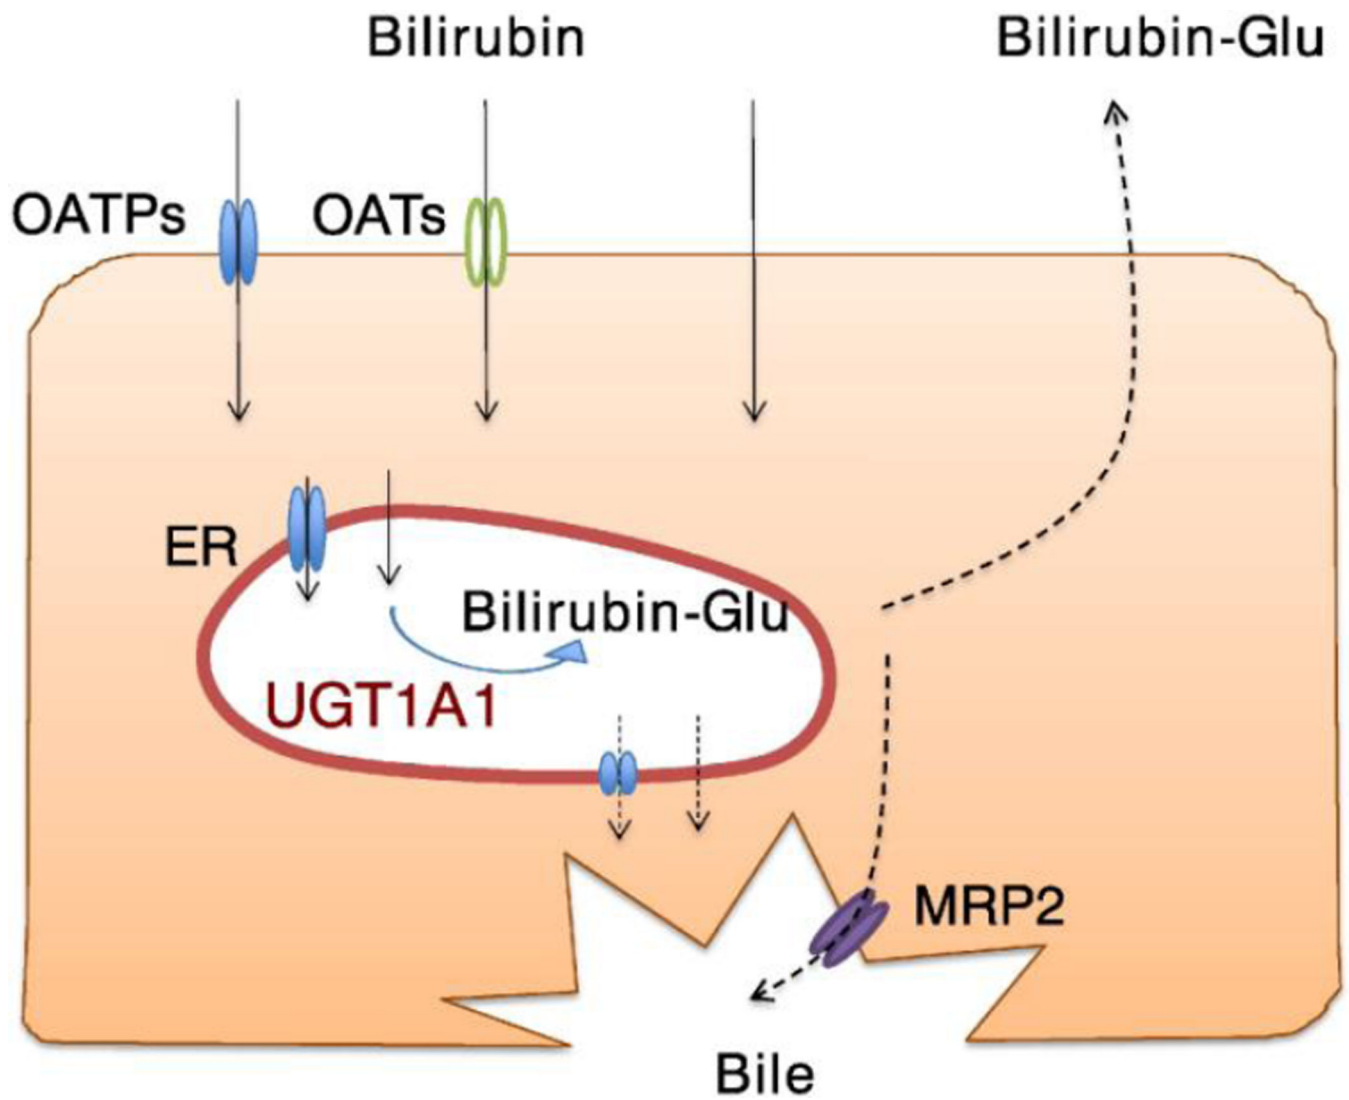 Bilirubin
Bilirubin-Glu
OATPs
OATs
ER
Bilirubin-Glu
UGT1A1
MRP2
Bile